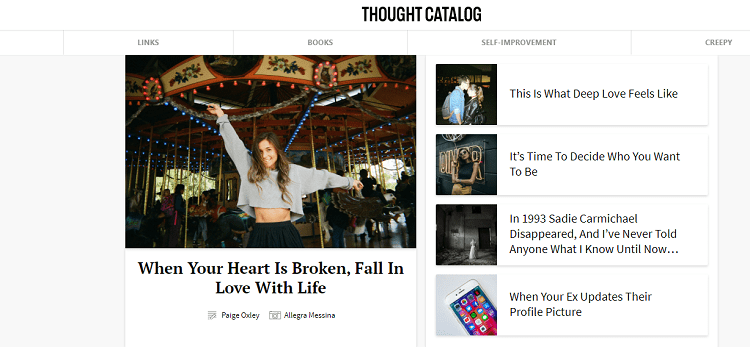 THOUGHT CATALOG
LINKS
BOOKS
SELF-IMPROVEMENT
CREEPY
When Your Heart Is Broken, Fall In
Love With Life
Paige Oxley
Allegra Messina
This Is What Deep Love Feels Like
It's Time To Decide Who You Want
To Be
In 1993 Sadie Carmichael
Disappeared, And I've Never Told
Anyone What I Know Until Now…
When Your Ex Updates Their
Profile Picture